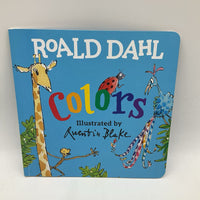 ROALD DAHL
Colors
Illustrated by
Quentin Blake